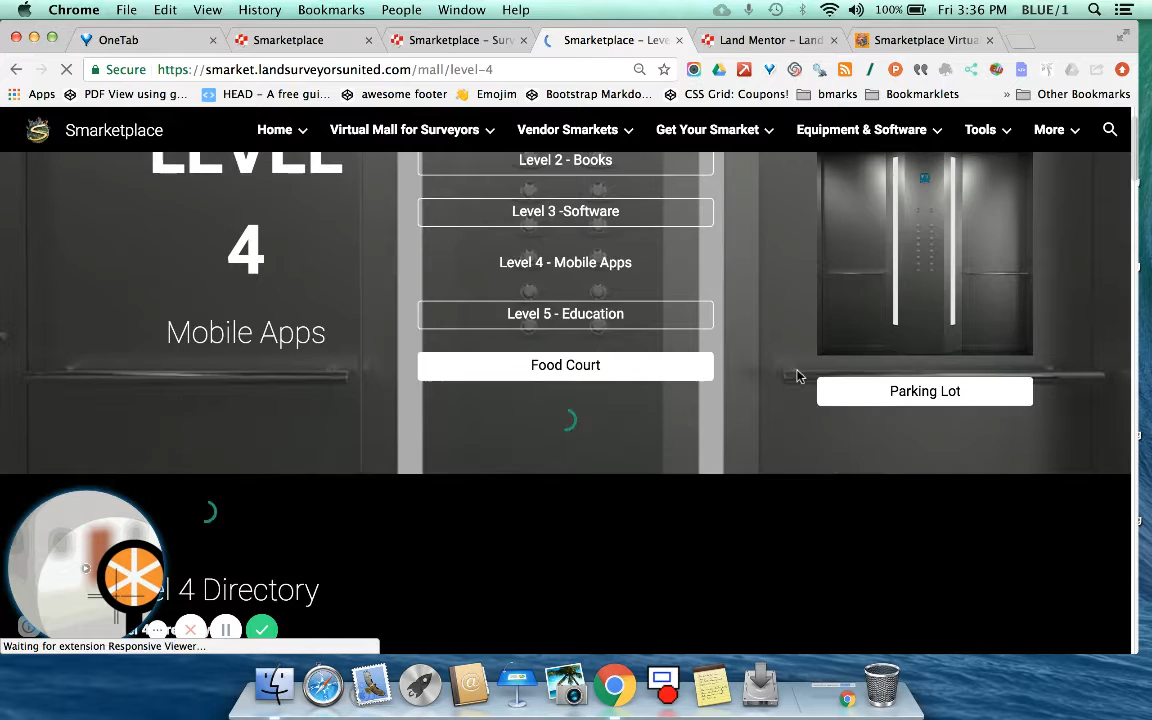 Chrome File Edit View History Bookmarks People Window Help 100% Fri 3:36 PM BLUE/1
OneTab Smarketplace Smarketplace – Surv Smarketplace – Leve Land Mentor – Land Smarketplace Virtua
Secure https://smarket.landsurveyorsunited.com/mall/level-4
Apps PDF View using g... HEAD – A free gui... awesome footer Emojim Bootstrap Markdo... CSS Grid: Coupons! bmarks Bookmarklets » Other Bookmarks
Smarketplace Home Virtual Mall for Surveyors Vendor Smarkets Get Your Smarket Equipment & Software Tools More
LEVEL
4
Mobile Apps
Level 2 - Books
Level 3 -Software
Level 4 - Mobile Apps
Level 5 - Education
Food Court
Parking Lot
el 4 Directory
Waiting for extension Responsive Viewer...